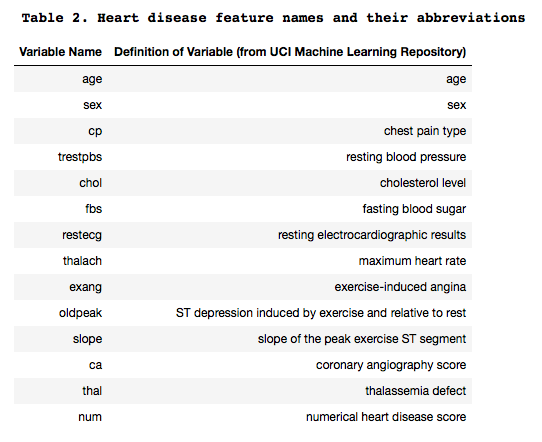 Table 2. Heart disease feature names and their abbreviations
Variable Name Definition of Variable (from UCI Machine Learning Repository)
age age
sex sex
cp chest pain type
trestpbs resting blood pressure
chol cholesterol level
fbs fasting blood sugar
restecg resting electrocardiographic results
thalach maximum heart rate
exang exercise-induced angina
oldpeak ST depression induced by exercise and relative to rest
slope slope of the peak exercise ST segment
ca coronary angiography score
thal thalassemia defect
num numerical heart disease score